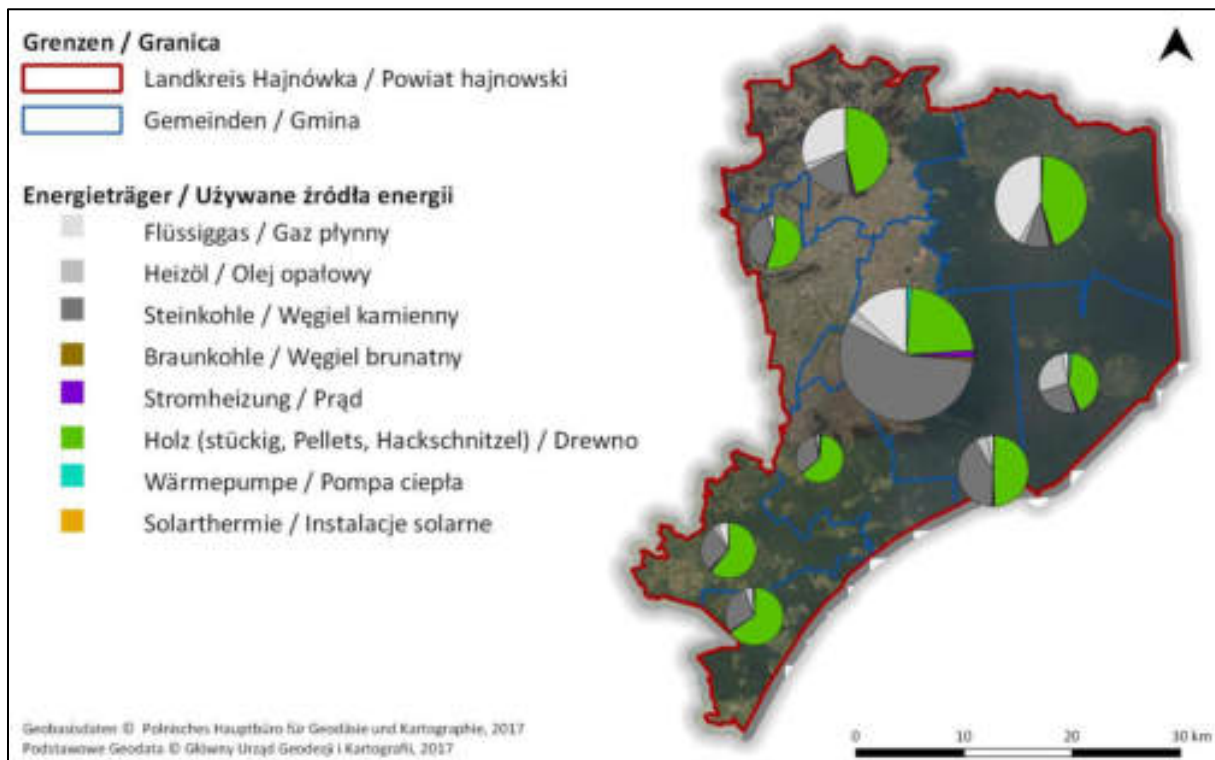 Grenzen / Granica
Landkreis Hajnówka / Powiat hajnowski
Gemeinden / Gmina
Energieträger / Używane źródła energii
Flüssiggas / Gaz płynny
Heizöl / Olej opałowy
Steinkohle / Węgiel kamienny
Braunkohle / Węgiel brunatny
Stromheizung / Prąd
Holz (stückig, Pellets, Hackschnitzel) / Drewno
Wärmepumpe / Pompa ciepła
Solarthermie / Instalacje solarne
Geobasisdaten © Polnisches Hauptbüro für Geodäsie und Kartographie, 2017
Podstawowe Geodata © Główny Urząd Geodezji i Kartografii, 2017
0 10 20 30 km